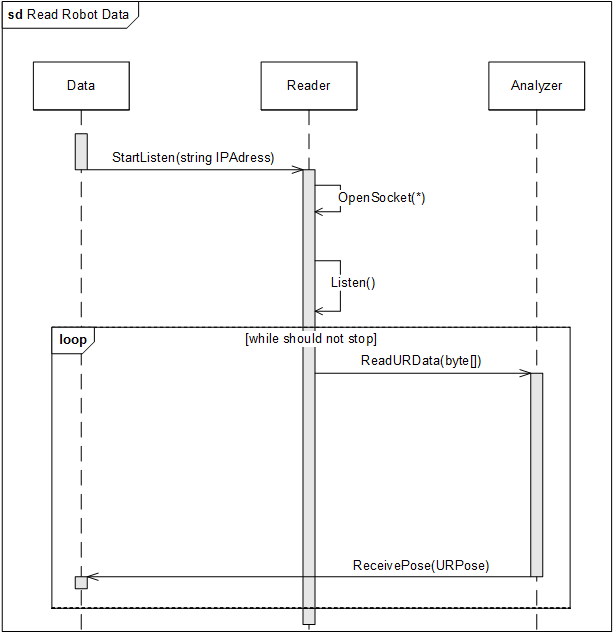 sd Read Robot Data
Data
Reader
Analyzer
StartListen(string IPAdress)
OpenSocket(*)
Listen()
loop
[while should not stop]
ReadURData(byte[])
ReceivePose(URPose)